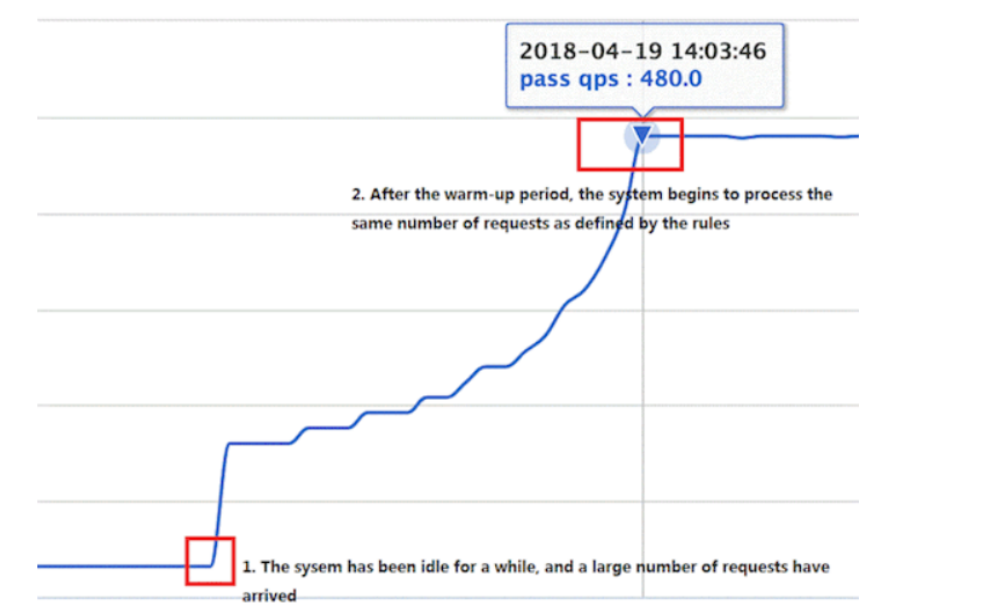 2018-04-19 14:03:46
pass qps : 480.0
2. After the warm-up period, the system begins to process the
same number of requests as defined by the rules
1. The sysem has been idle for a while, and a large number of requests have
arrived